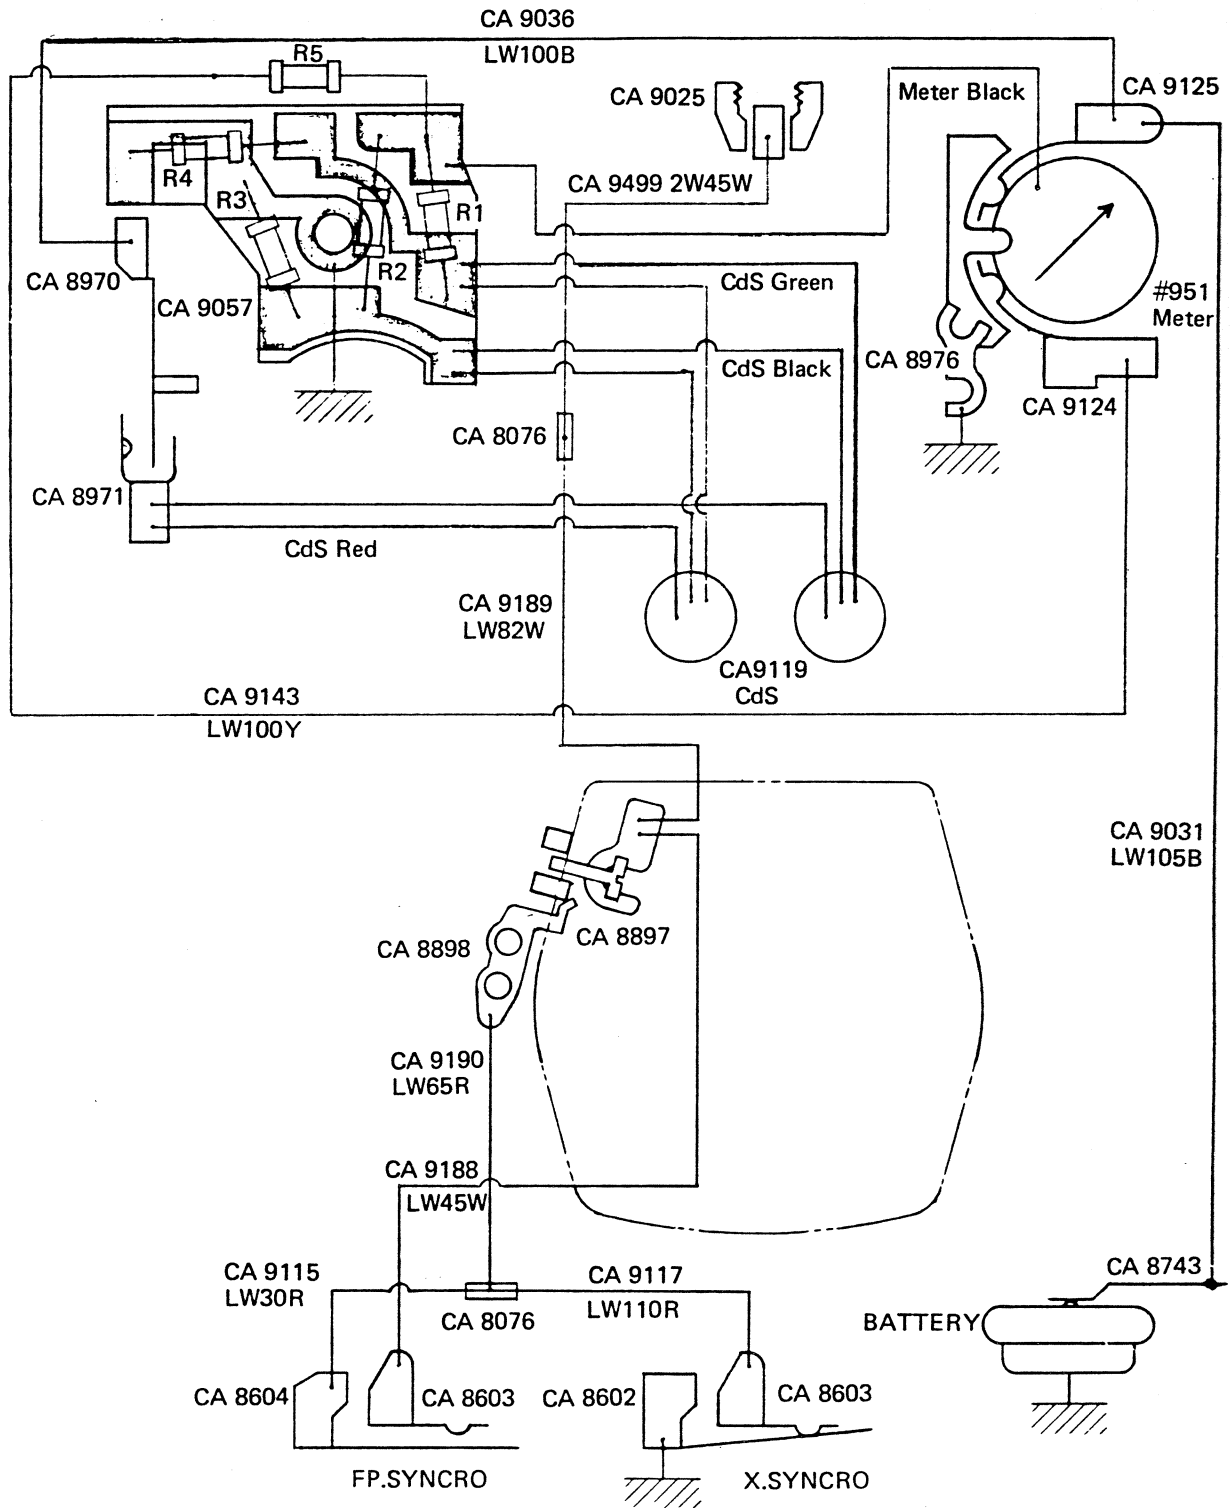 CA 9036
LW100B
R5
CA 9025
Meter Black
CA 9125
R4
R3
R1
CA 9499 2W45W
R2
CA 8970
CA 9057
CdS Green
#951
Meter
CdS Black
CA 8976
CA 9124
CA 8076
CA 8971
CdS Red
CA 9189
LW82W
CA9119
CdS
CA 9143
LW100Y
CA 9031
LW105B
CA 8898
CA 8897
CA 9190
LW65R
CA 9188
LW45W
CA 9115
LW30R
CA 9117
LW110R
CA 8743
CA 8076
BATTERY
CA 8604
CA 8603
CA 8602
CA 8603
FP.SYNCRO
X.SYNCRO